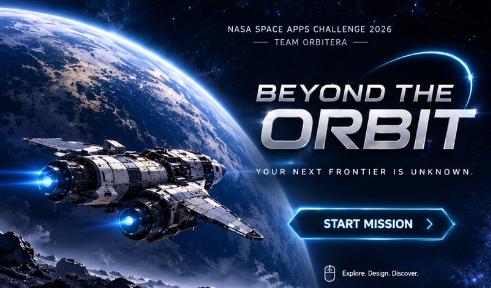 NASA SPACE APPS CHALLENGE 2026
TEAM ORBITERA
BEYOND THE
ORBIT
YOUR NEXT FRONTIER IS UNKNOWN.
START MISSION
Explore. Design. Discover.